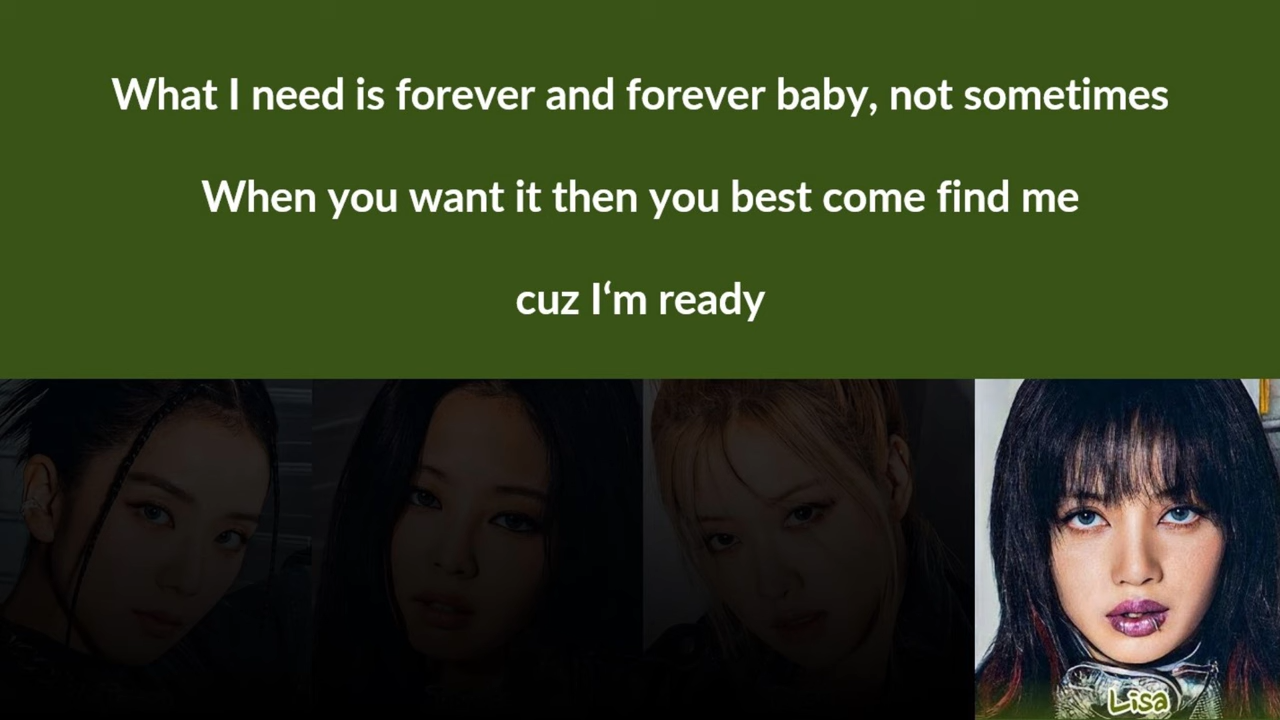 What I need is forever and forever baby, not sometimes
When you want it then you best come find me
cuz I‘m ready
Lisa